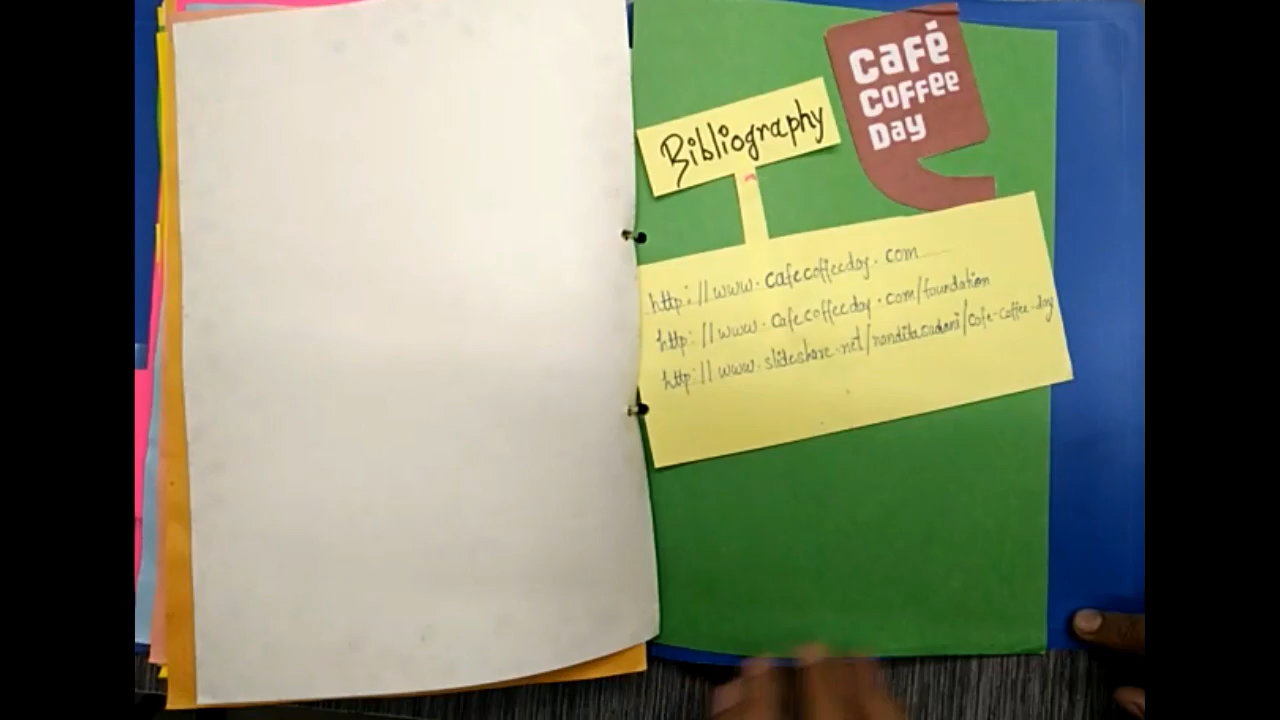 Café
Coffee
Day
Bibliography
http://www.cafecoffeeday.com
http://www.cafecoffeeday.com/foundation
http://www.slideshare.net/nanditasadani/cafe-coffee-day